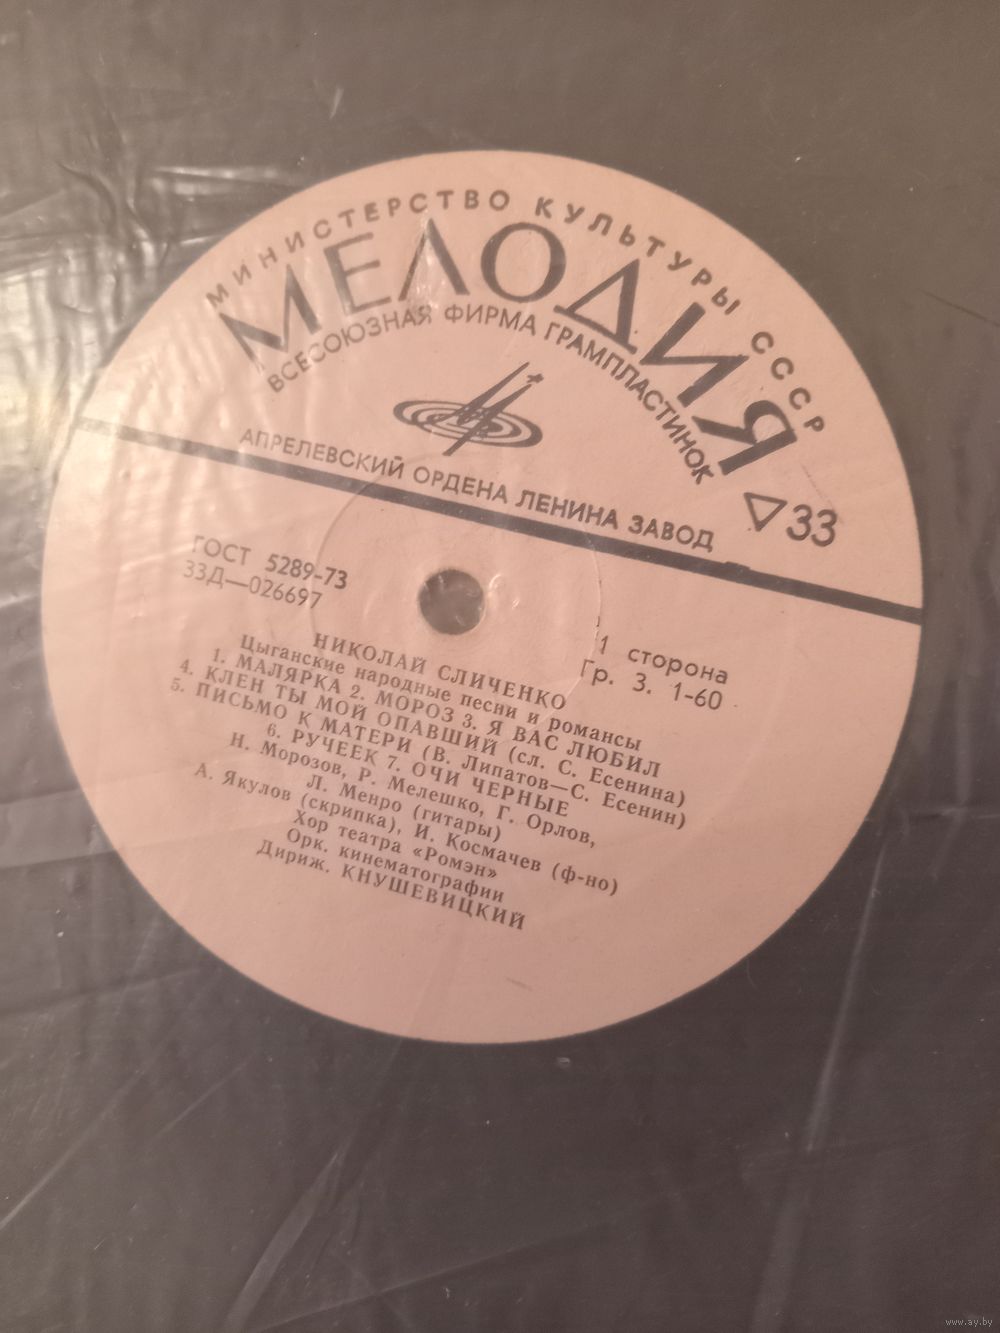 МИНИСТЕРСТВО КУЛЬТУРЫ СССР
МЕЛОДИЯ
ВСЕСОЮЗНАЯ ФИРМА ГРАМПЛАСТИНОК
АПРЕЛЕВСКИЙ ОРДЕНА ЛЕНИНА ЗАВОД
33
ГОСТ 5289-73
33Д—026697
1 сторона
Гр. 3. 1-60
НИКОЛАЙ СЛИЧЕНКО
Цыганские народные песни и романсы
1. МАЛЯРКА 2. МОРОЗ 3. Я ВАС ЛЮБИЛ
4. КЛЕН ТЫ МОЙ ОПАВШИЙ (сл. С. Есенина)
5. ПИСЬМО К МАТЕРИ (В. Липатов—С. Есенин)
6. РУЧЕЕК 7. ОЧИ ЧЕРНЫЕ
Н. Морозов, Р. Мелешко, Г. Орлов,
Л. Менро (гитары)
А. Якулов (скрипка), И. Космачев (ф-но)
Хор театра «Ромэн»
Орк. кинематографии
Дириж. КНУШЕВИЦКИЙ
www.ay.by